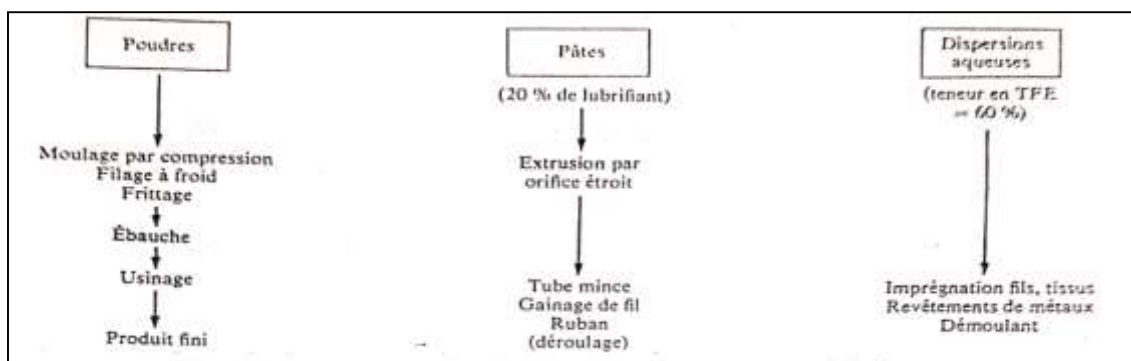 Poudres
Moulage par compression
Filage à froid
Frittage
Ébauche
Usinage
Produit fini
Pâtes
(20 % de lubrifiant)
Extrusion par
orifice étroit
Tube mince
Gainage de fil
Ruban
(déroulage)
Dispersions
aqueuses
(teneur en TFE
= 60 %)
Imprégnation fils, tissus
Revêtements de métaux
Démoulant